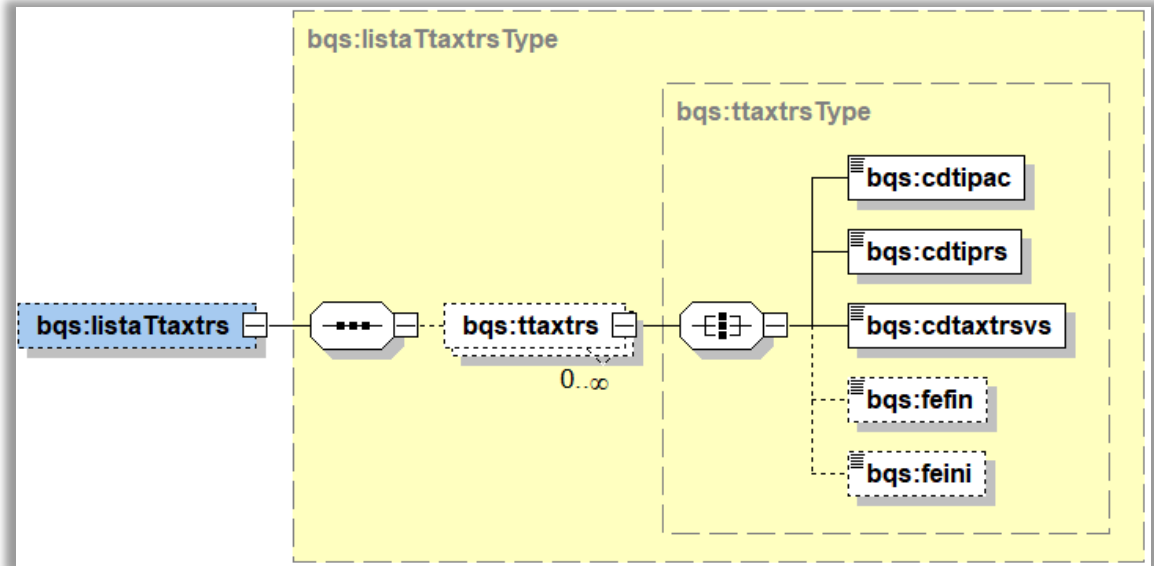 bqs:listaTtaxtrsType
bqs:ttaxtrsType
bqs:cdtipac
bqs:cdtiprs
bqs:listaTtaxtrs
bqs:ttaxtrs
bqs:cdtaxtrsvs
0..∞
bqs:fefin
bqs:feini